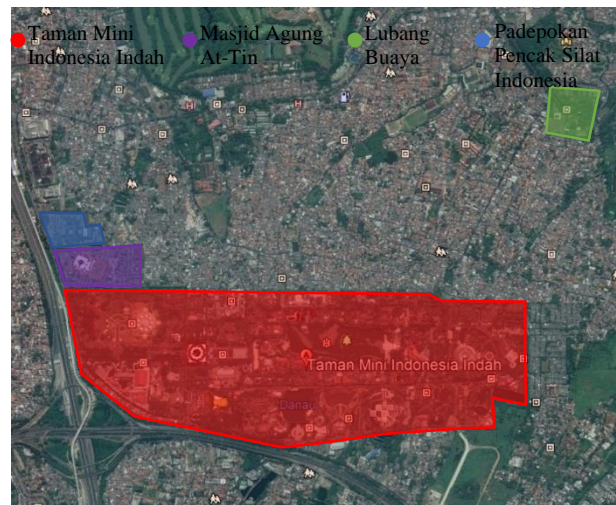 Taman Mini
Indonesia Indah
Masjid Agung
At-Tin
Lubang
Buaya
Padepokan
Pencak Silat
Indonesia
Taman Mini Indonesia Indah
Danau